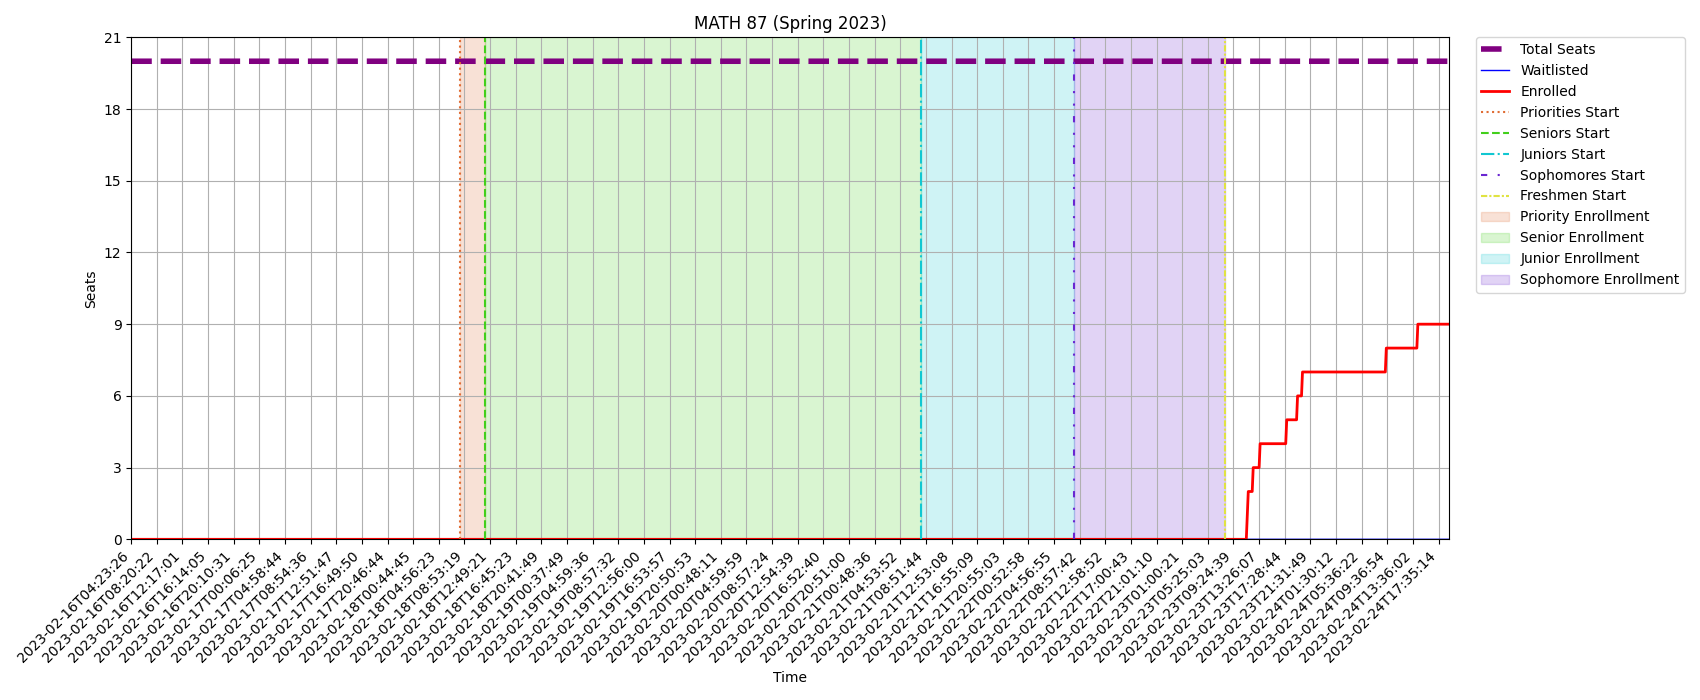 MATH 87 (Spring 2023)
21
18
15
12
9
6
3
0
Seats
2023-02-16T04:23:26
2023-02-16T08:20:22
2023-02-16T12:17:01
2023-02-16T16:14:05
2023-02-16T20:10:31
2023-02-17T00:06:25
2023-02-17T04:58:44
2023-02-17T08:54:36
2023-02-17T12:51:47
2023-02-17T16:49:50
2023-02-17T20:46:44
2023-02-18T00:44:45
2023-02-18T04:56:23
2023-02-18T08:53:19
2023-02-18T12:49:21
2023-02-18T16:45:23
2023-02-18T20:41:49
2023-02-19T00:37:49
2023-02-19T04:59:36
2023-02-19T08:57:32
2023-02-19T12:56:00
2023-02-19T16:53:57
2023-02-19T20:50:53
2023-02-20T00:48:11
2023-02-20T04:59:59
2023-02-20T08:57:24
2023-02-20T12:54:39
2023-02-20T16:52:40
2023-02-20T20:51:00
2023-02-21T00:48:36
2023-02-21T04:53:52
2023-02-21T08:51:44
2023-02-21T12:53:08
2023-02-21T16:55:09
2023-02-21T20:55:03
2023-02-22T00:52:58
2023-02-22T04:56:55
2023-02-22T08:57:42
2023-02-22T12:58:52
2023-02-22T17:00:43
2023-02-22T21:01:10
2023-02-23T01:00:21
2023-02-23T05:25:03
2023-02-23T09:24:39
2023-02-23T13:26:07
2023-02-23T17:28:44
2023-02-23T21:31:49
2023-02-24T01:30:12
2023-02-24T05:36:22
2023-02-24T09:36:54
2023-02-24T13:36:02
2023-02-24T17:35:14
Time
Total Seats
Waitlisted
Enrolled
Priorities Start
Seniors Start
Juniors Start
Sophomores Start
Freshmen Start
Priority Enrollment
Senior Enrollment
Junior Enrollment
Sophomore Enrollment